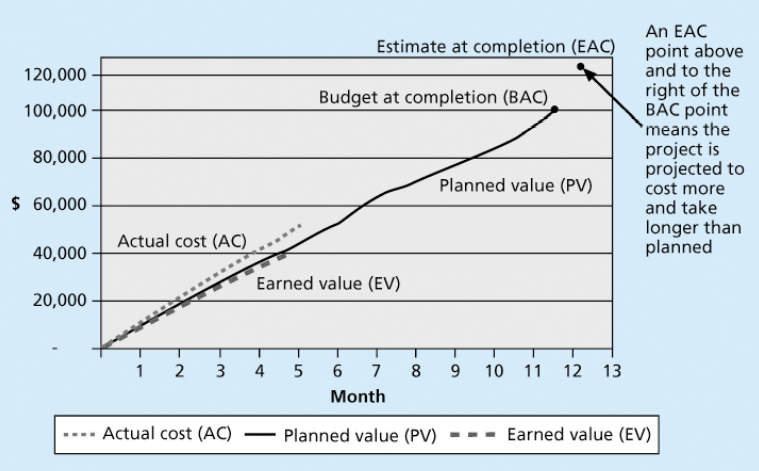 Estimate at completion (EAC)
An EAC
point above
and to the
right of the
BAC point
means the
project is
projected to
cost more
and take
longer than
planned
120,000
100,000
80,000
$ 60,000
40,000
20,000
-
Budget at completion (BAC)
Planned value (PV)
Actual cost (AC)
Earned value (EV)
1 2 3 4 5 6 7 8 9 10 11 12 13
Month
Actual cost (AC) Planned value (PV) Earned value (EV)